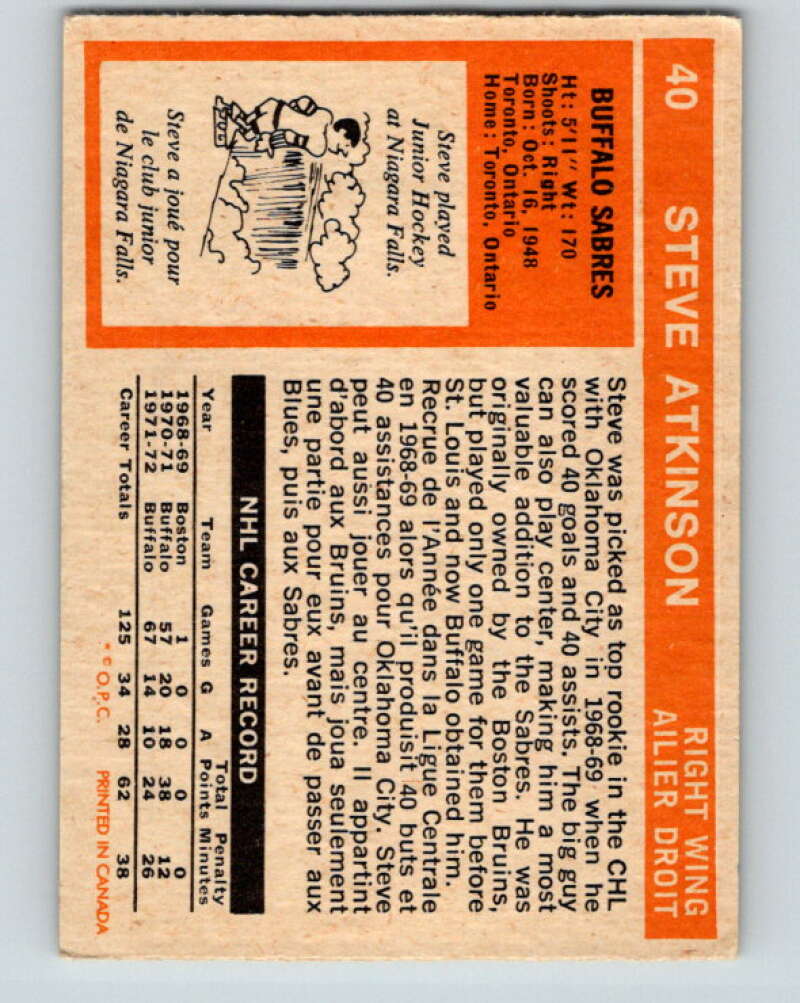 40 STEVE ATKINSON
RIGHT WING
AILIER DROIT
BUFFALO SABRES
Ht: 5'11" Wt: 170
Shoots: Right
Born: Oct. 16, 1948
Toronto, Ontario
Home: Toronto, Ontario
Steve played
Junior Hockey
at Niagara Falls.
Steve a joué pour
le club junior
de Niagara Falls.
Steve was picked as top rookie in the CHL
with Oklahoma City in 1968-69 when he
scored 40 goals and 40 assists. The big guy
can also play center, making him a most
valuable addition to the Sabres. He was
originally owned by the Boston Bruins,
but played only one game for them before
St. Louis and now Buffalo obtained him.
Recrue de l'Année dans la Ligue Centrale
en 1968-69 alors qu'il produisit 40 buts et
40 assistances pour Oklahoma City. Steve
peut aussi jouer au centre. Il appartint
d'abord aux Bruins, mais joua seulement
une partie pour eux avant de passer aux
Blues, puis aux Sabres.
NHL CAREER RECORD
Total Penalty
Year Team Games G A Points Minutes
1968-69 Boston 1 0 0 0 0
1970-71 Buffalo 57 20 18 38 12
1971-72 Buffalo 67 14 10 24 26
Career Totals 125 34 28 62 38
* © O.P.C. PRINTED IN CANADA